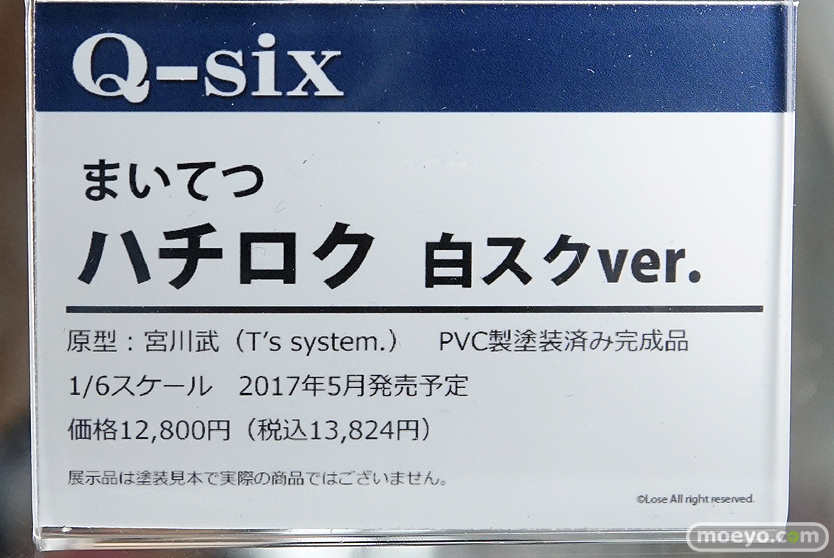 Q-six
まいてつ
ハチロク 白スクver.
原型：宮川武（T's system.） PVC製塗装済み完成品
1/6スケール 2017年5月発売予定
価格12,800円（税込13,824円）
展示品は塗装見本で実際の商品ではございません。
©Lose All right reserved.
moeyo.com